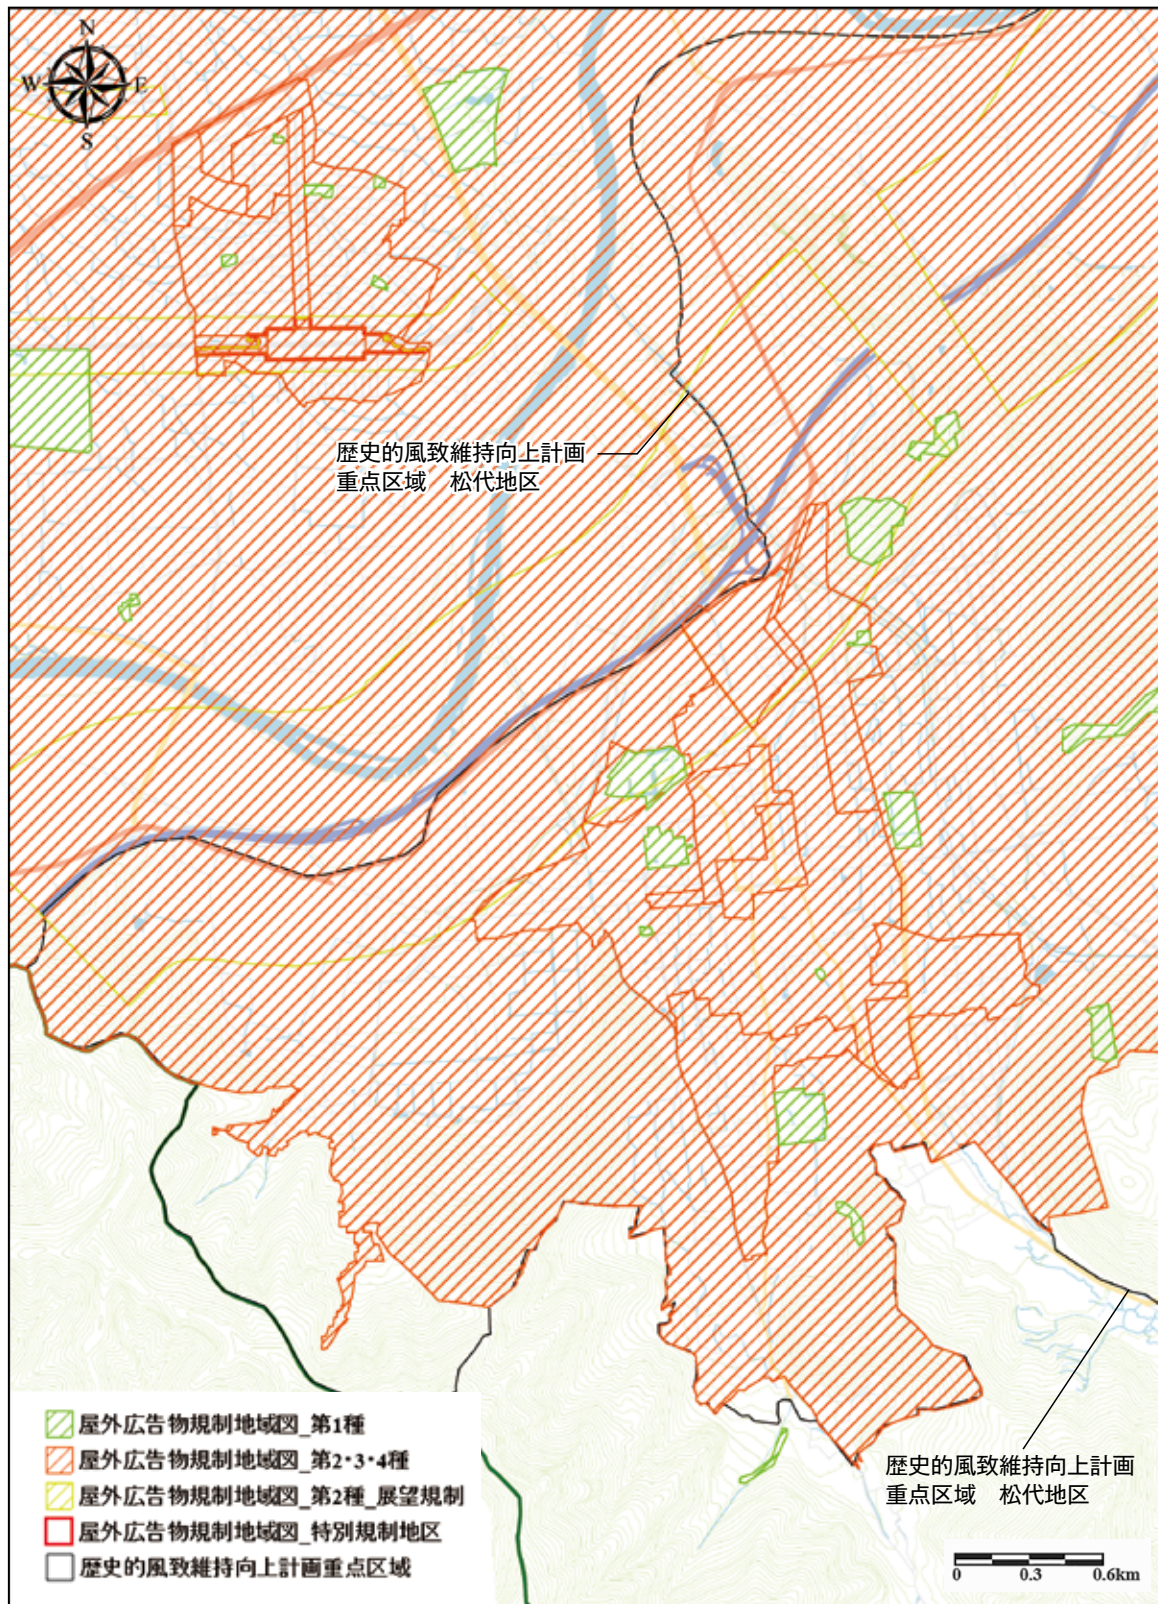 N
W
E
S
歴史的風致維持向上計画
重点区域　松代地区
屋外広告物規制地域図_第1種
屋外広告物規制地域図_第2・3・4種
屋外広告物規制地域図_第2種_展望規制
屋外広告物規制地域図_特別規制地区
歴史的風致維持向上計画重点区域
歴史的風致維持向上計画
重点区域　松代地区
0 0.3 0.6km